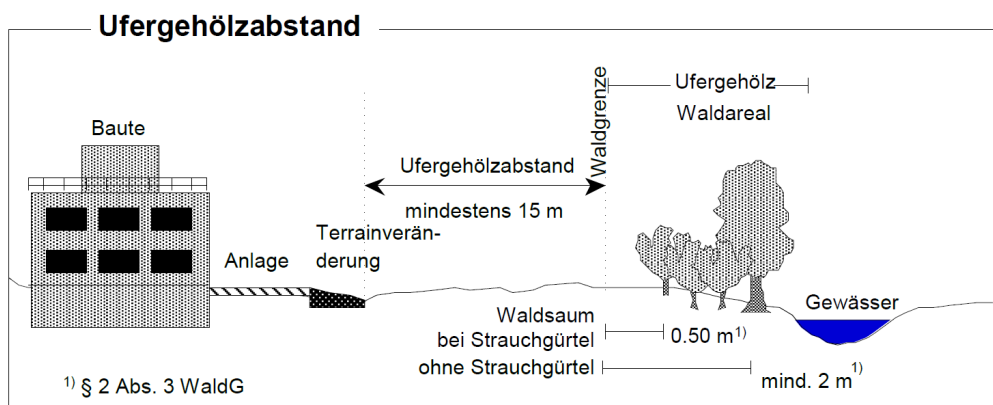 Ufergehölzabstand
Ufergehölz
Waldareal
Waldgrenze
Baute
Ufergehölzabstand
mindestens 15 m
Terrainverän-
derung
Anlage
Gewässer
Waldsaum
bei Strauchgürtel
0.50 m1)
ohne Strauchgürtel
mind. 2 m1)
1) § 2 Abs. 3 WaldG